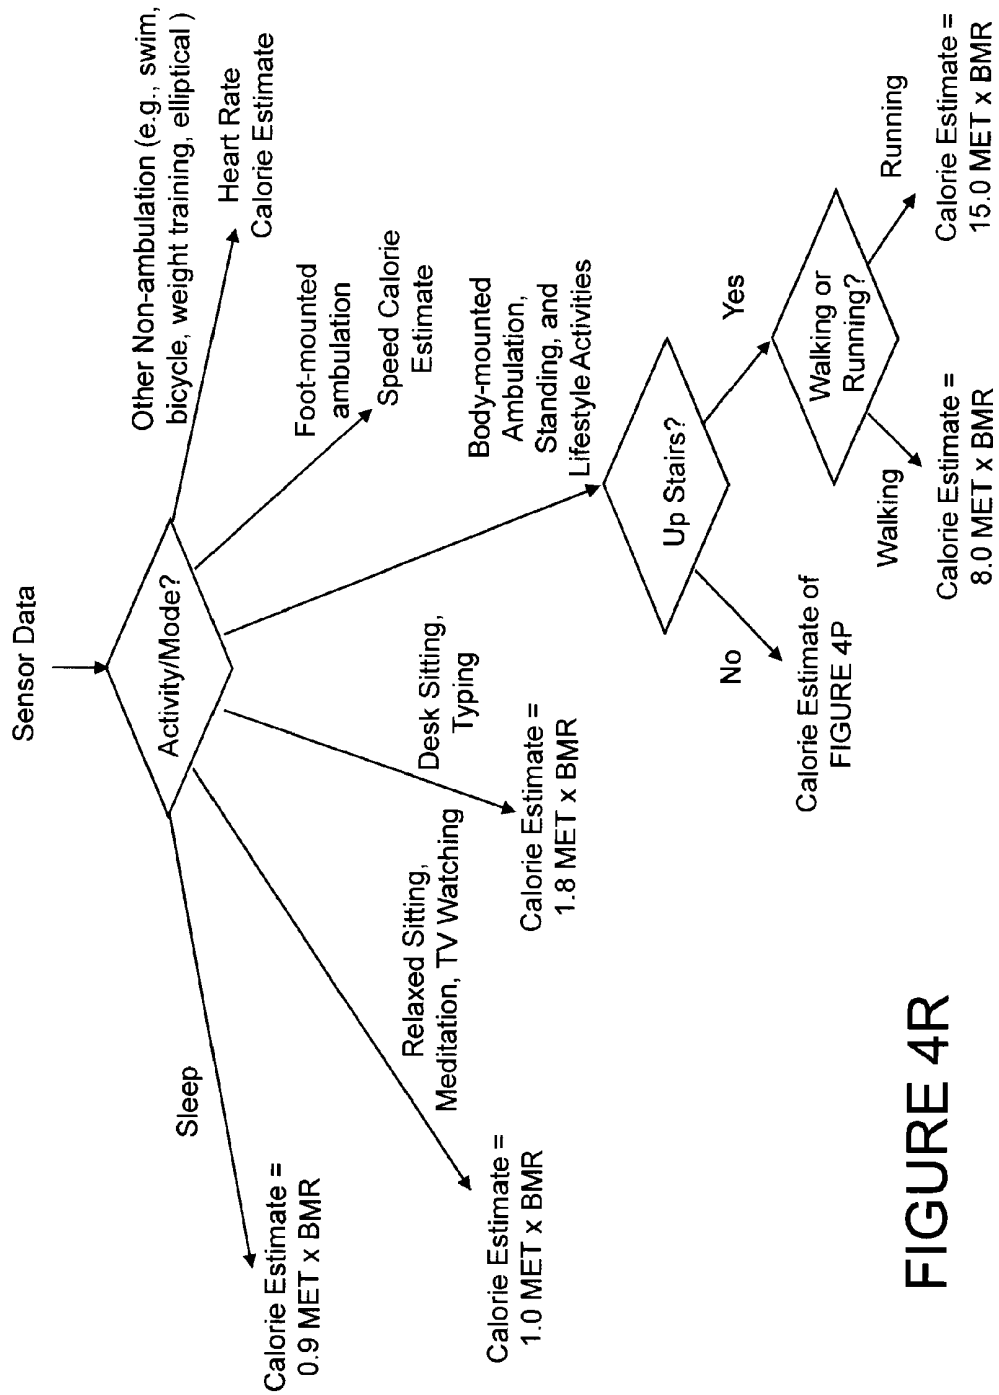 Sensor Data
Activity/Mode?
Sleep
Calorie Estimate =
0.9 MET x BMR
Relaxed Sitting,
Meditation, TV Watching
Calorie Estimate =
1.0 MET x BMR
Desk Sitting,
Typing
Calorie Estimate =
1.8 MET x BMR
Body-mounted
Ambulation,
Standing, and
Lifestyle Activities
Foot-mounted
ambulation
Speed Calorie
Estimate
Other Non-ambulation (e.g., swim,
bicycle, weight training, elliptical )
Heart Rate
Calorie Estimate
Up Stairs?
No
Calorie Estimate of
FIGURE 4P
Yes
Walking or
Running?
Walking
Calorie Estimate =
8.0 MET x BMR
Running
Calorie Estimate =
15.0 MET x BMR
FIGURE 4R